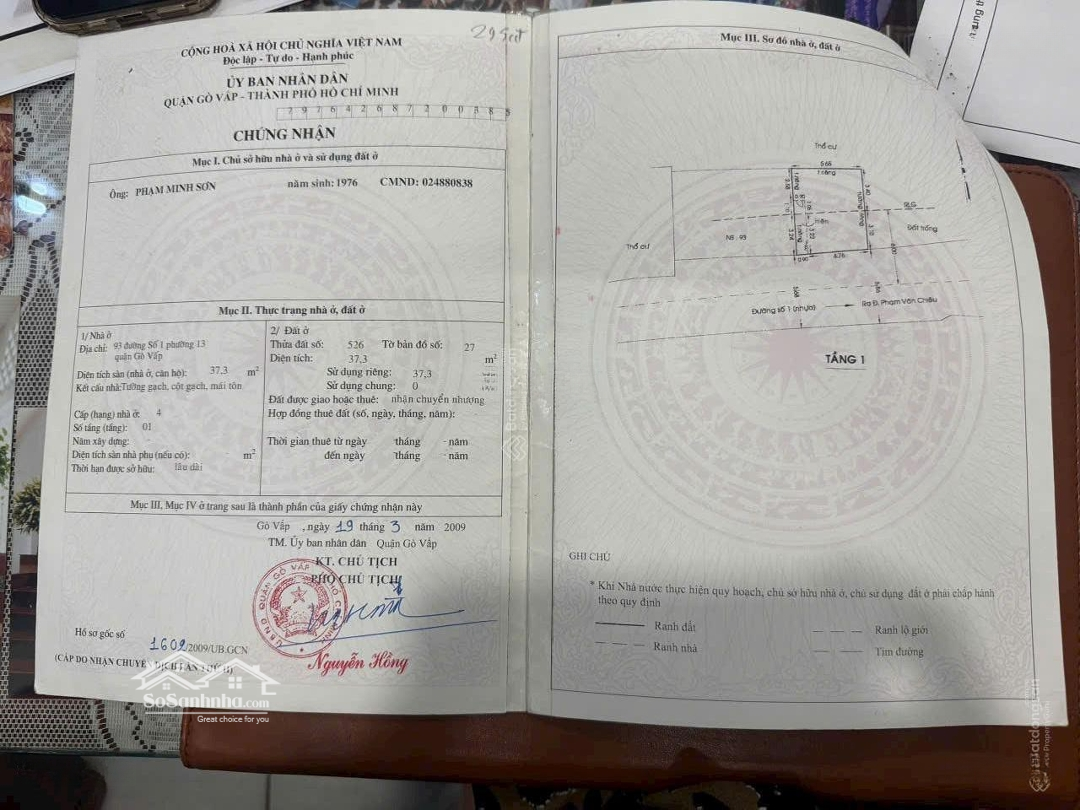 CỘNG HOÀ XÃ HỘI CHỦ NGHĨA VIỆT NAM
Độc lập - Tự do - Hạnh phúc
ỦY BAN NHÂN DÂN
QUẬN GÒ VẤP - THÀNH PHỐ HỒ CHÍ MINH
CHỨNG NHẬN
Mục I. Chủ sở hữu nhà ở và sử dụng đất ở
Ông: PHẠM MINH SƠN năm sinh: 1976 CMND: 024880838
Mục II. Thực trạng nhà ở, đất ở
1/ Nhà ở
Địa chỉ: 93 đường Số 1 phường 13
quận Gò Vấp
Diện tích sàn (nhà ở, căn hộ): 37,3 m²
Kết cấu nhà: Tường gạch, cột gạch, mái tôn
Cấp (hạng) nhà ở: 4
Số tầng (tầng): 01
Năm xây dựng: -
Diện tích sàn nhà phụ (nếu có): - m²
Thời hạn được sở hữu: lâu dài
2/ Đất ở
Thửa đất số: 526 Tờ bản đồ số: 27
Diện tích: 37,3 m²
Sử dụng riêng: 37,3
Sử dụng chung: 0
Đất được giao hoặc thuê: nhận chuyển nhượng
Hợp đồng thuê đất (số, ngày, tháng, năm): -
Thời gian thuê từ ngày tháng - năm
đến ngày tháng - năm
Mục III, Mục IV ở trang sau là thành phần của giấy chứng nhận này
Gò Vấp , ngày 19 tháng 3 năm 2009
TM. Ủy ban nhân dân Quận Gò Vấp
KT. CHỦ TỊCH
PHÓ CHỦ TỊCH
Nguyễn Hồng
Hồ sơ gốc số
1602/2009/UB.GCN
SoSanhnha.com
Great choice for you
Mục III. Sơ đồ nhà ở, đất ở
Thổ cư
5.65
Thổ cư
N8 : 93
Hiên
Đất trống
Đường số 1 (nhựa)
Ra Đ. Phạm Văn Chiêu
TẦNG 1
GHI CHÚ
* Khi Nhà nước thực hiện quy hoạch, chủ sở hữu nhà ở, chủ sử dụng đất ở phải chấp hành
theo quy định
Ranh đất
Ranh lộ giới
Ranh nhà
Tim đường